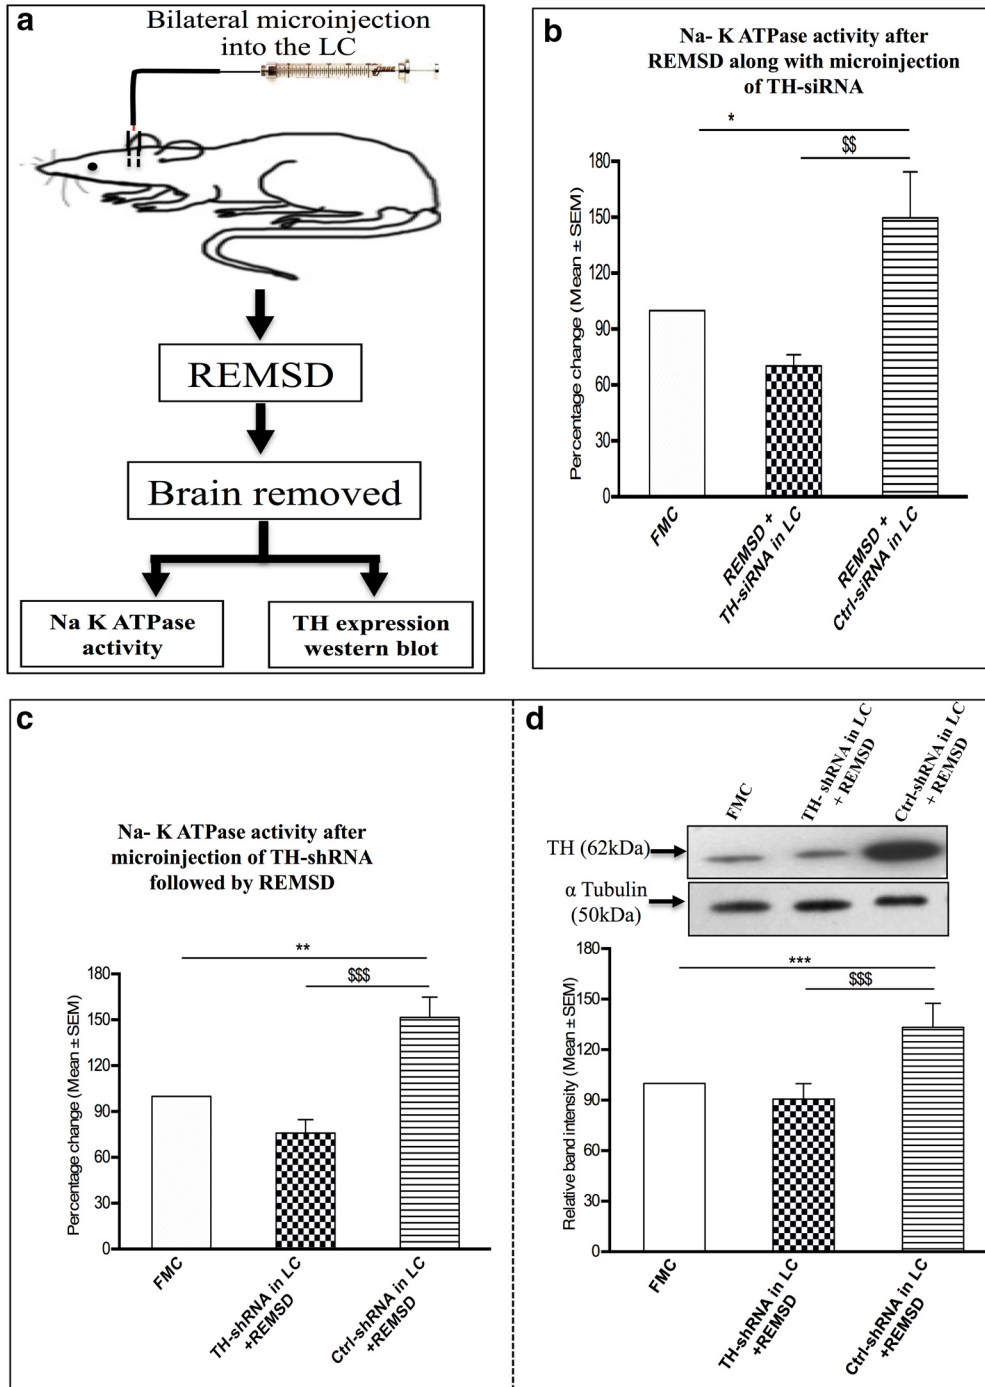 a
Bilateral microinjection
into the LC
REMSD
Brain removed
Na K ATPase
activity
TH expression
western blot
b
Na- K ATPase activity after
REMSD along with microinjection
of TH-siRNA
*
$$
180
150
120
90
60
30
0
Percentage change (Mean ± SEM)
FMC
REMSD +
TH-siRNA in LC
REMSD +
Ctrl-siRNA in LC
c
Na- K ATPase activity after
microinjection of TH-shRNA
followed by REMSD
**
$$$
180
150
120
90
60
30
0
Percentage change (Mean ± SEM)
FMC
TH-shRNA in LC
+REMSD
Ctrl-shRNA in LC
+REMSD
d
FMC
TH- shRNA in LC
+ REMSD
Ctrl-shRNA in LC
+ REMSD
TH (62kDa)
α Tubulin
(50kDa)
***
$$$
180
150
120
90
60
30
0
Relative band intensity (Mean ± SEM)
FMC
TH-shRNA in LC
+REMSD
Ctrl-shRNA in LC
+REMSD